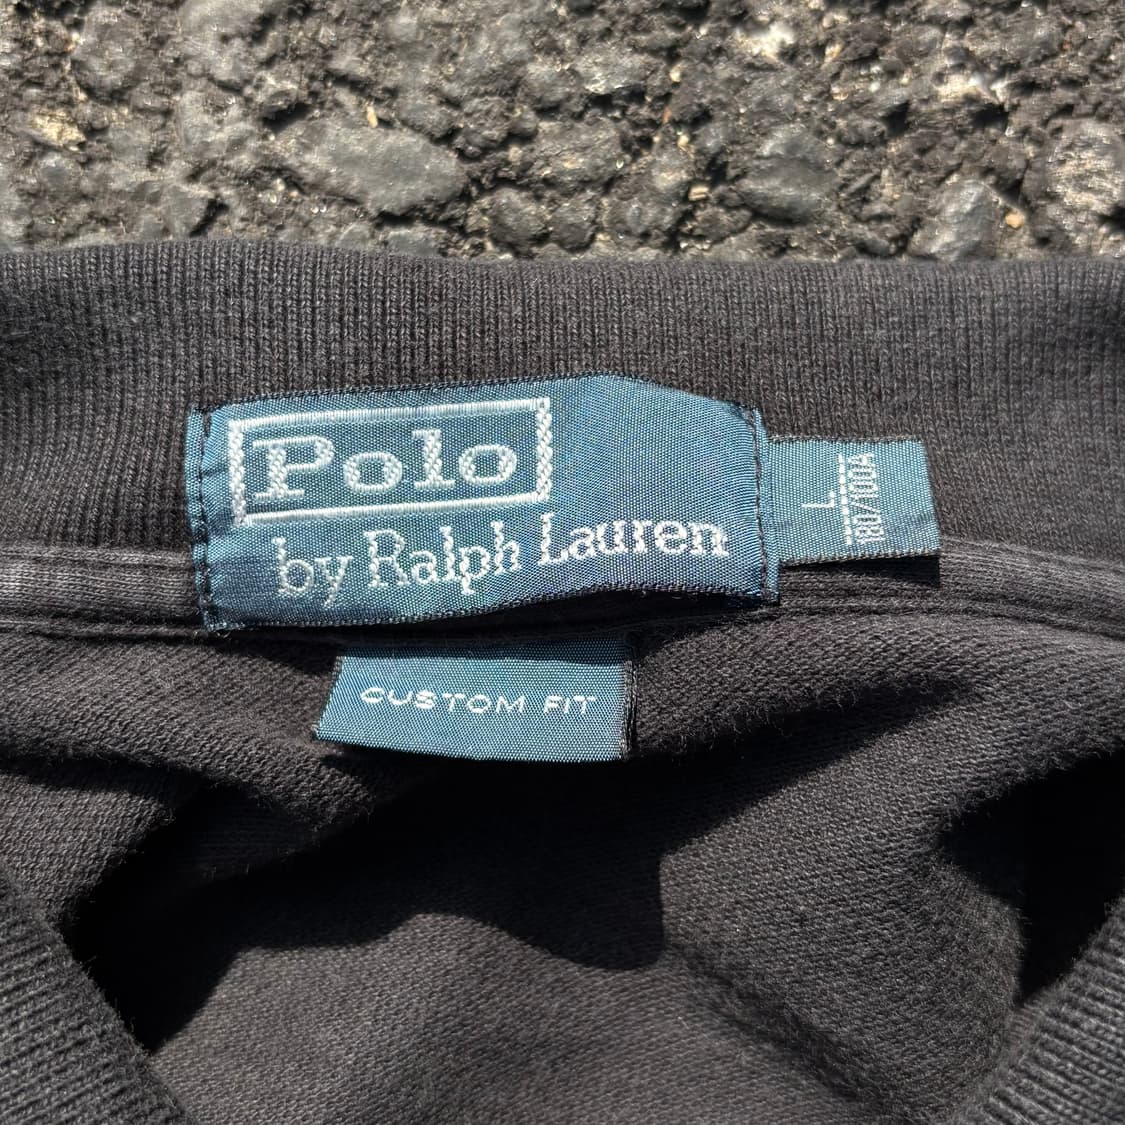 Polo
by Ralph Lauren
L
180/100A
CUSTOM FIT